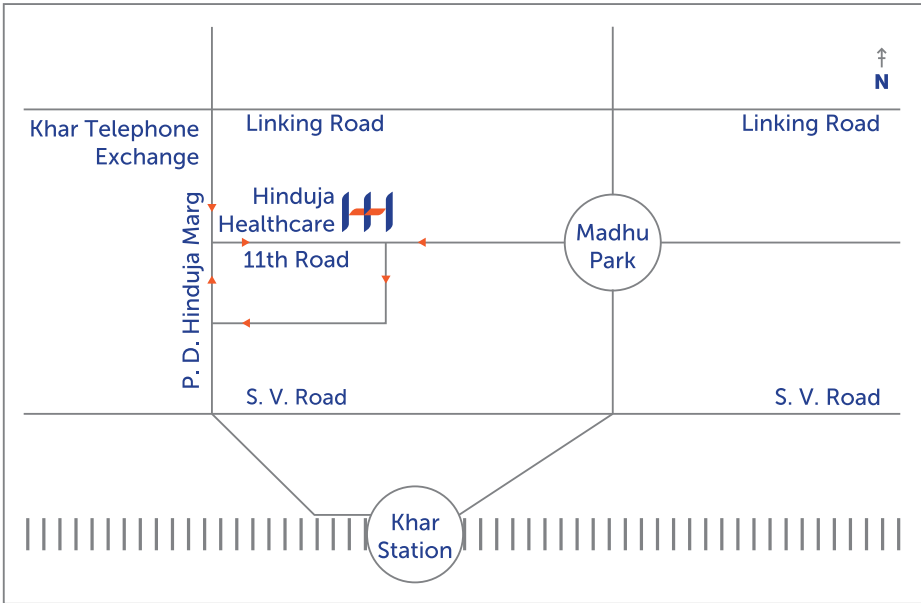 N
Linking Road
Linking Road
Khar Telephone
Exchange
Hinduja
Healthcare
P. D. Hinduja Marg
Madhu
Park
11th Road
S. V. Road
S. V. Road
Khar
Station